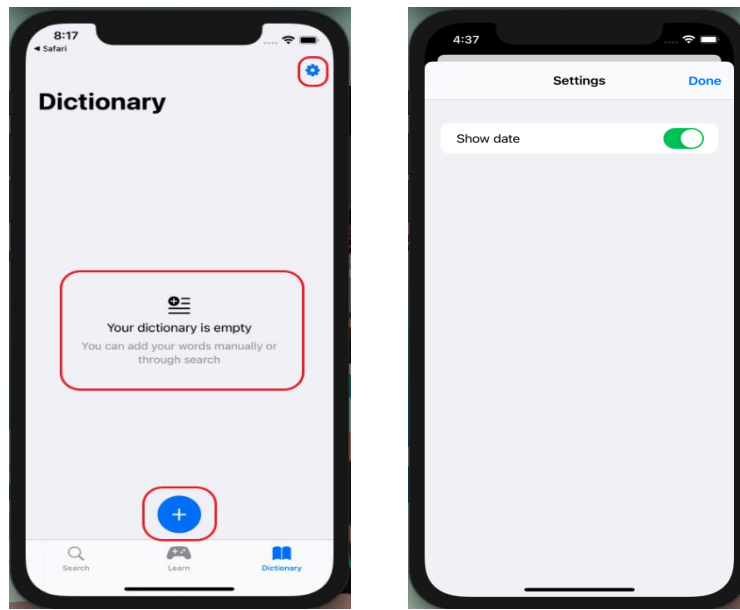 8:17
Safari
Dictionary
Your dictionary is empty
You can add your words manually or
through search
Search
Learn
Dictionary
4:37
Settings
Done
Show date